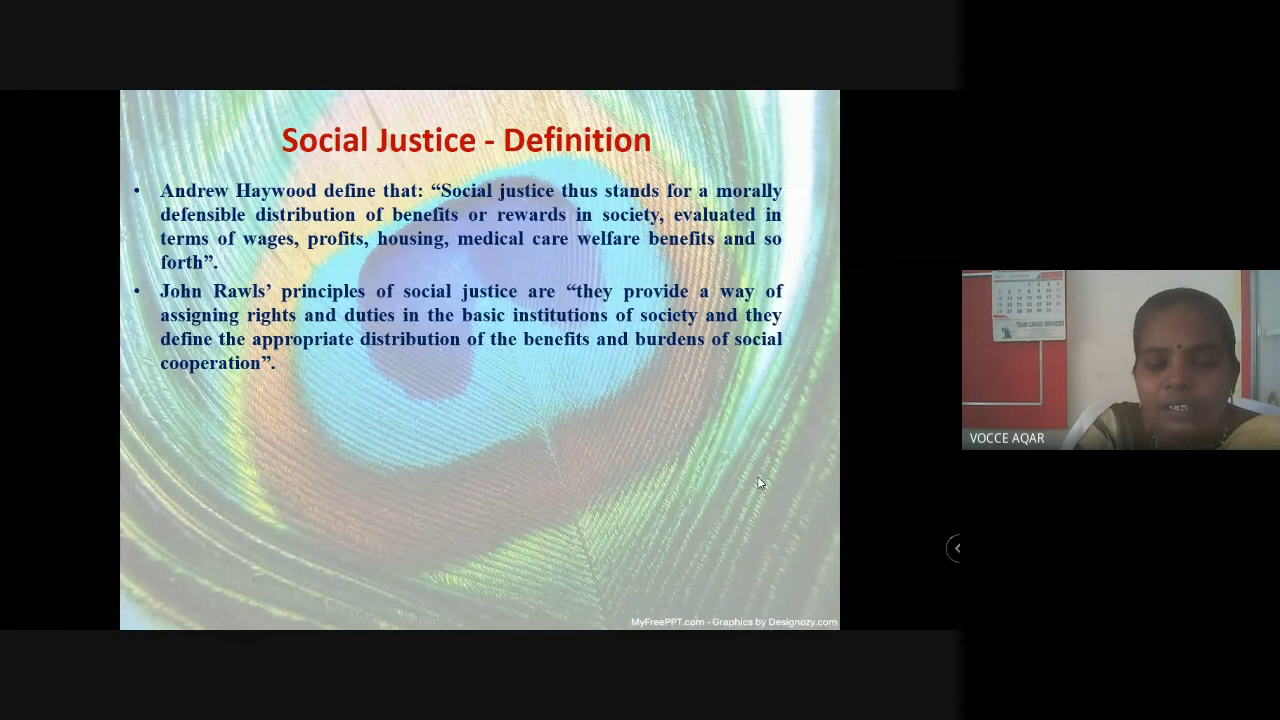 Social Justice - Definition
• Andrew Haywood define that: “Social justice thus stands for a morally
defensible distribution of benefits or rewards in society, evaluated in
terms of wages, profits, housing, medical care welfare benefits and so
forth”.
• John Rawls’ principles of social justice are “they provide a way of
assigning rights and duties in the basic institutions of society and they
define the appropriate distribution of the benefits and burdens of social
cooperation”.
MyFreePPT.com - Graphics by Designozy.com
TEAM CARGO SERVICES
VOCCE AQAR